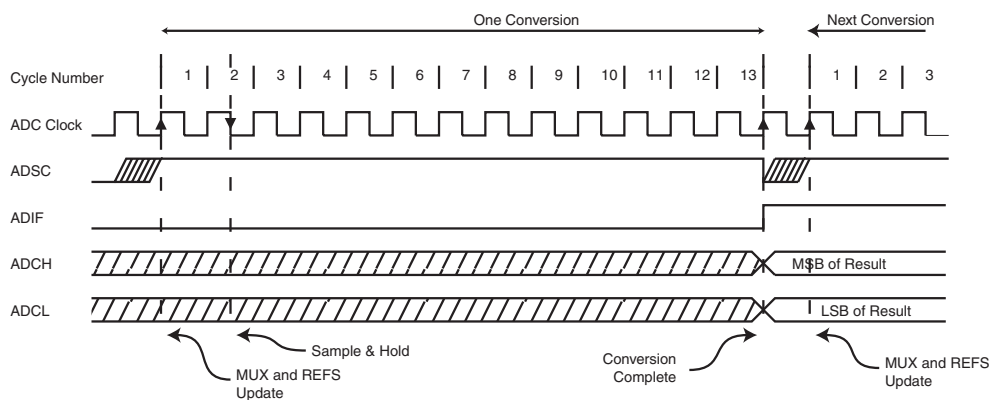 One Conversion
Next Conversion
Cycle Number 1 2 3 4 5 6 7 8 9 10 11 12 13 1 2 3
ADC Clock
ADSC
ADIF
ADCH MSB of Result
ADCL LSB of Result
Sample & Hold
MUX and REFS
Update
Conversion
Complete
MUX and REFS
Update